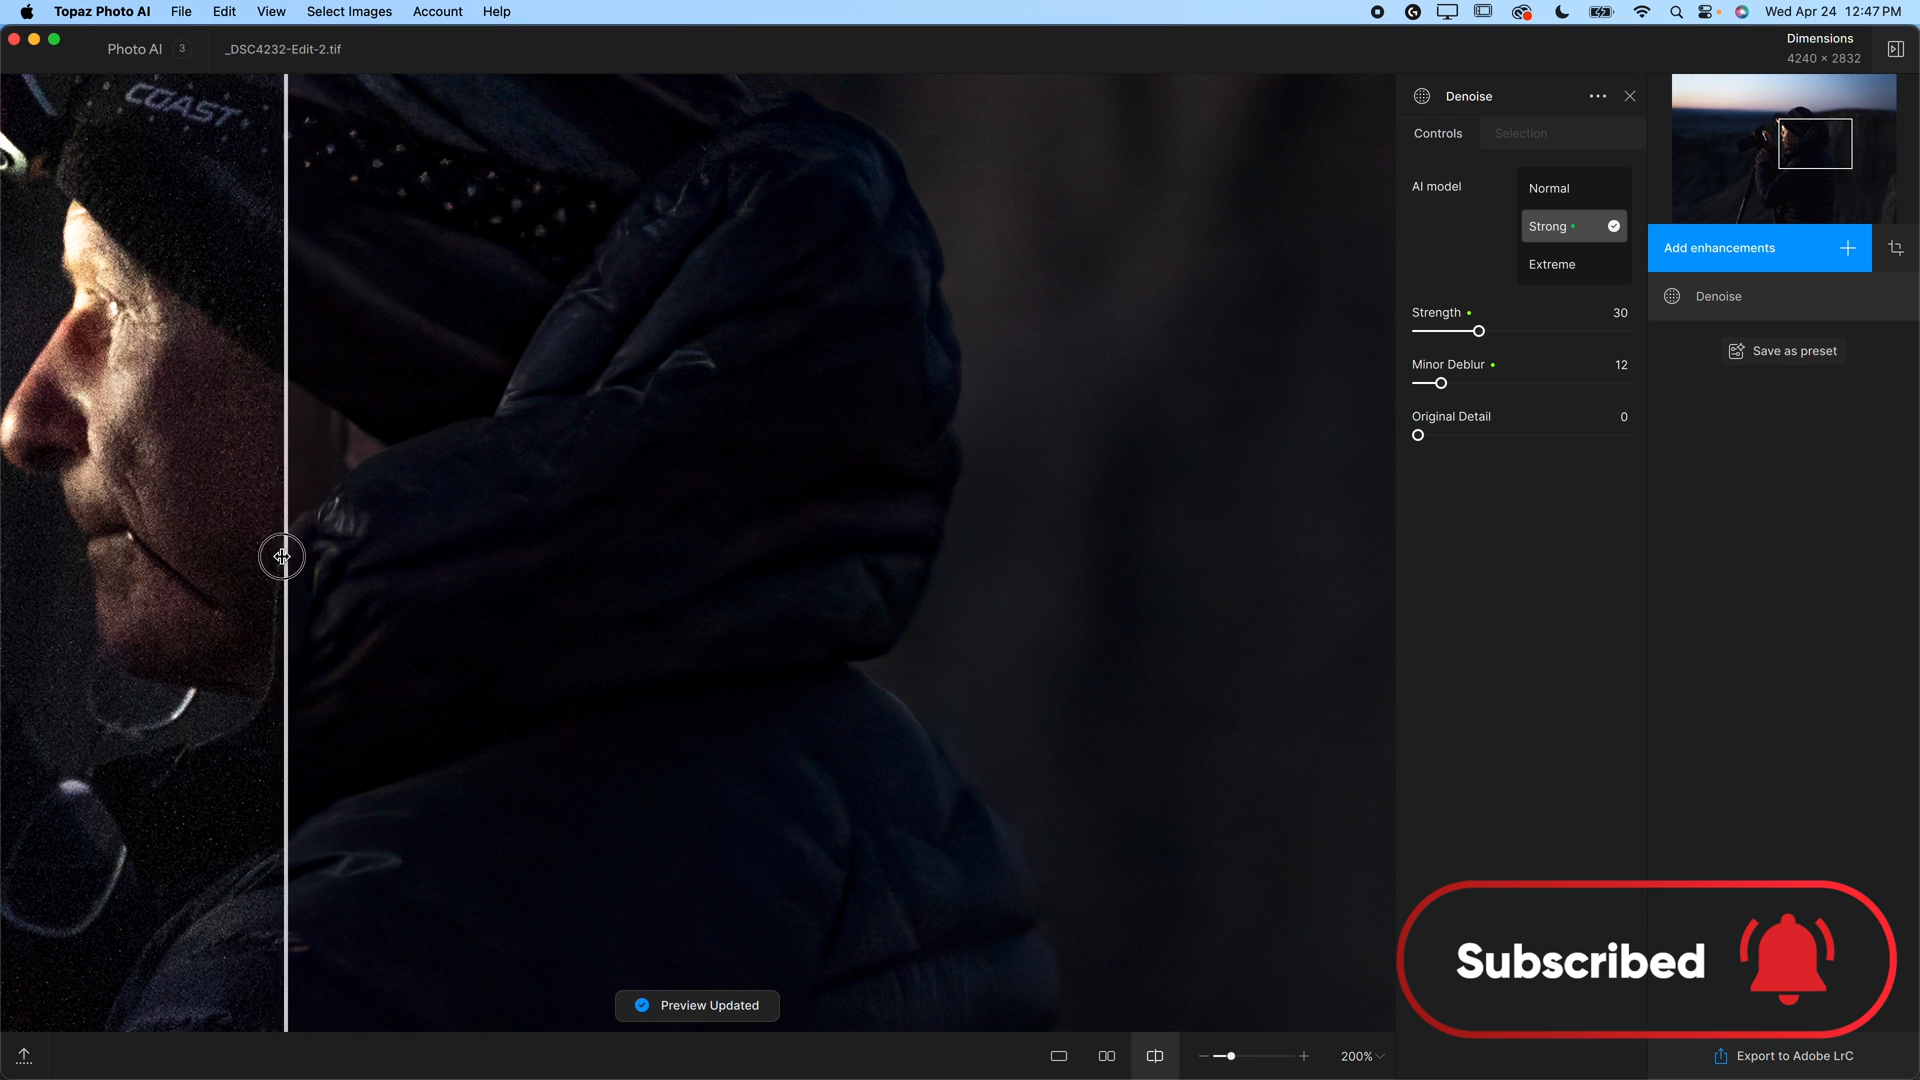 Topaz Photo AI File Edit View Select Images Account Help Wed Apr 24 12:47 PM
Photo AI 3 _DSC4232-Edit-2.tif
Dimensions
4240 × 2832
COAST
Denoise
Controls Selection
AI model
Normal
Strong
Extreme
Strength 30
Minor Deblur 12
Original Detail 0
Add enhancements
Denoise
Save as preset
Subscribed
Preview Updated
200%
Export to Adobe LrC